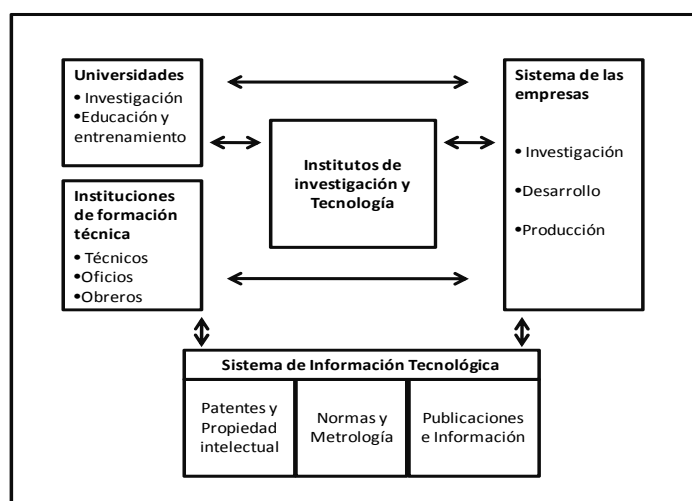 Universidades
• Investigación
•Educación y
entrenamiento
Instituciones
de formación
técnica
• Técnicos
•Oficios
•Obreros
Institutos de
investigación y
Tecnología
Sistema de las
empresas
• Investigación
• Desarrollo
• Producción
Sistema de Información Tecnológica
Patentes y
Propiedad
intelectual
Normas y
Metrología
Publicaciones
e Información